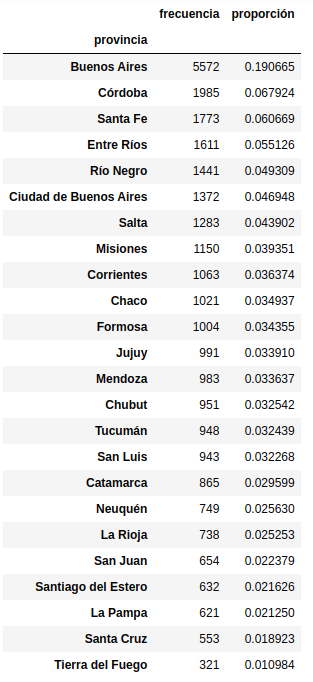 frecuencia proporción
provincia
Buenos Aires 5572 0.190665
Córdoba 1985 0.067924
Santa Fe 1773 0.060669
Entre Ríos 1611 0.055126
Río Negro 1441 0.049309
Ciudad de Buenos Aires 1372 0.046948
Salta 1283 0.043902
Misiones 1150 0.039351
Corrientes 1063 0.036374
Chaco 1021 0.034937
Formosa 1004 0.034355
Jujuy 991 0.033910
Mendoza 983 0.033637
Chubut 951 0.032542
Tucumán 948 0.032439
San Luis 943 0.032268
Catamarca 865 0.029599
Neuquén 749 0.025630
La Rioja 738 0.025253
San Juan 654 0.022379
Santiago del Estero 632 0.021626
La Pampa 621 0.021250
Santa Cruz 553 0.018923
Tierra del Fuego 321 0.010984